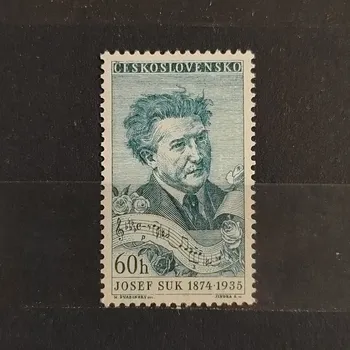 ČESKOSLOVENSKO
60h
JOSEF SUK 1874-1935